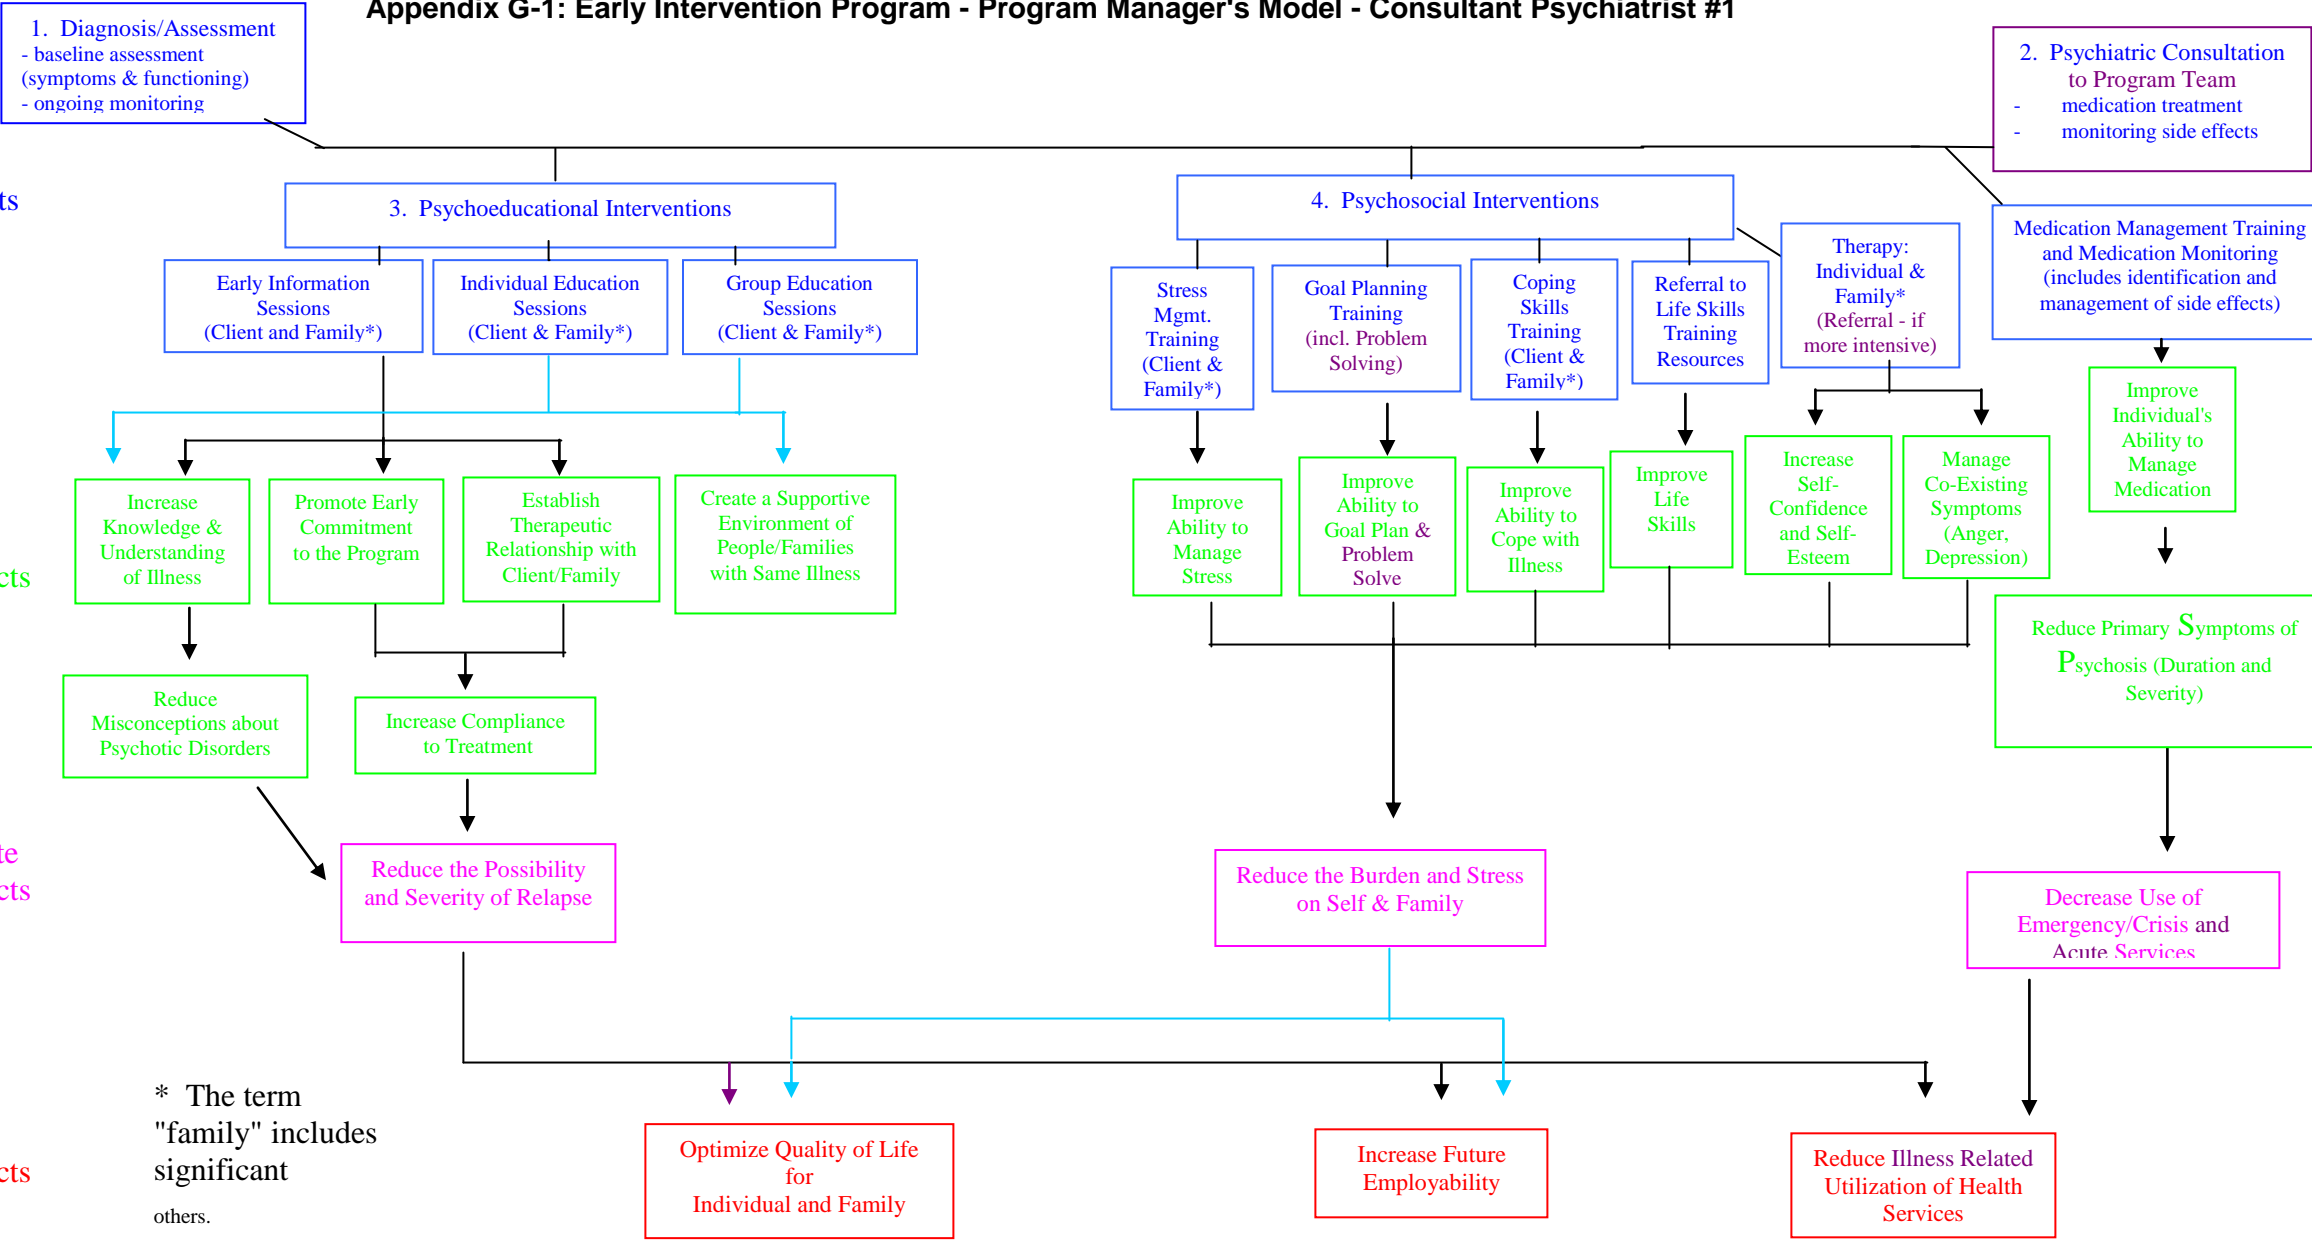 Appendix G-1: Early Intervention Program - Program Manager's Model - Consultant Psychiatrist #1
1. Diagnosis/Assessment
- baseline assessment
(symptoms & functioning)
- ongoing monitoring
2. Psychiatric Consultation
to Program Team
- medication treatment
- monitoring side effects
ts
3. Psychoeducational Interventions
4. Psychosocial Interventions
Early Information
Sessions
(Client and Family*)
Individual Education
Sessions
(Client & Family*)
Group Education
Sessions
(Client & Family*)
Stress
Mgmt.
Training
(Client &
Family*)
Goal Planning
Training
(incl. Problem
Solving)
Coping
Skills
Training
(Client &
Family*)
Referral to
Life Skills
Training
Resources
Therapy:
Individual &
Family*
(Referral - if
more intensive)
Medication Management Training
and Medication Monitoring
(includes identification and
management of side effects)
cts
Increase
Knowledge &
Understanding
of Illness
Promote Early
Commitment
to the Program
Establish
Therapeutic
Relationship with
Client/Family
Create a Supportive
Environment of
People/Families
with Same Illness
Improve
Ability to
Manage
Stress
Improve
Ability to
Goal Plan &
Problem
Solve
Improve
Ability to
Cope with
Illness
Improve
Life
Skills
Increase
Self-
Confidence
and Self-
Esteem
Manage
Co-Existing
Symptoms
(Anger,
Depression)
Improve
Individual's
Ability to
Manage
Medication
Reduce
Misconceptions about
Psychotic Disorders
Increase Compliance
to Treatment
Reduce Primary Symptoms of
Psychosis (Duration and
Severity)
te
cts
Reduce the Possibility
and Severity of Relapse
Reduce the Burden and Stress
on Self & Family
Decrease Use of
Emergency/Crisis and
Acute Services
cts
* The term
"family" includes
significant
others.
Optimize Quality of Life
for
Individual and Family
Increase Future
Employability
Reduce Illness Related
Utilization of Health
Services